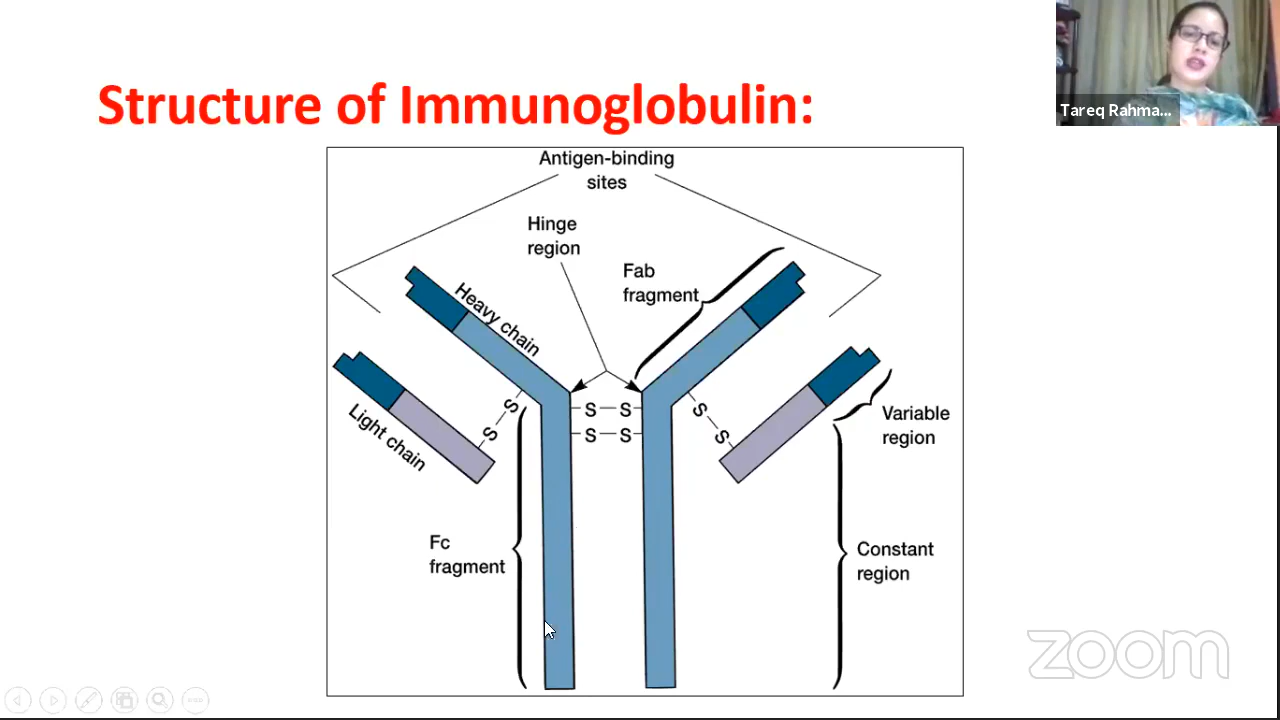 Structure of Immunoglobulin:
Tareq Rahma...
Antigen-binding
sites
Hinge
region
Fab
fragment
Heavy chain
Light chain
S
S
S S
S S
S
S
Variable
region
Fc
fragment
Constant
region
zoom